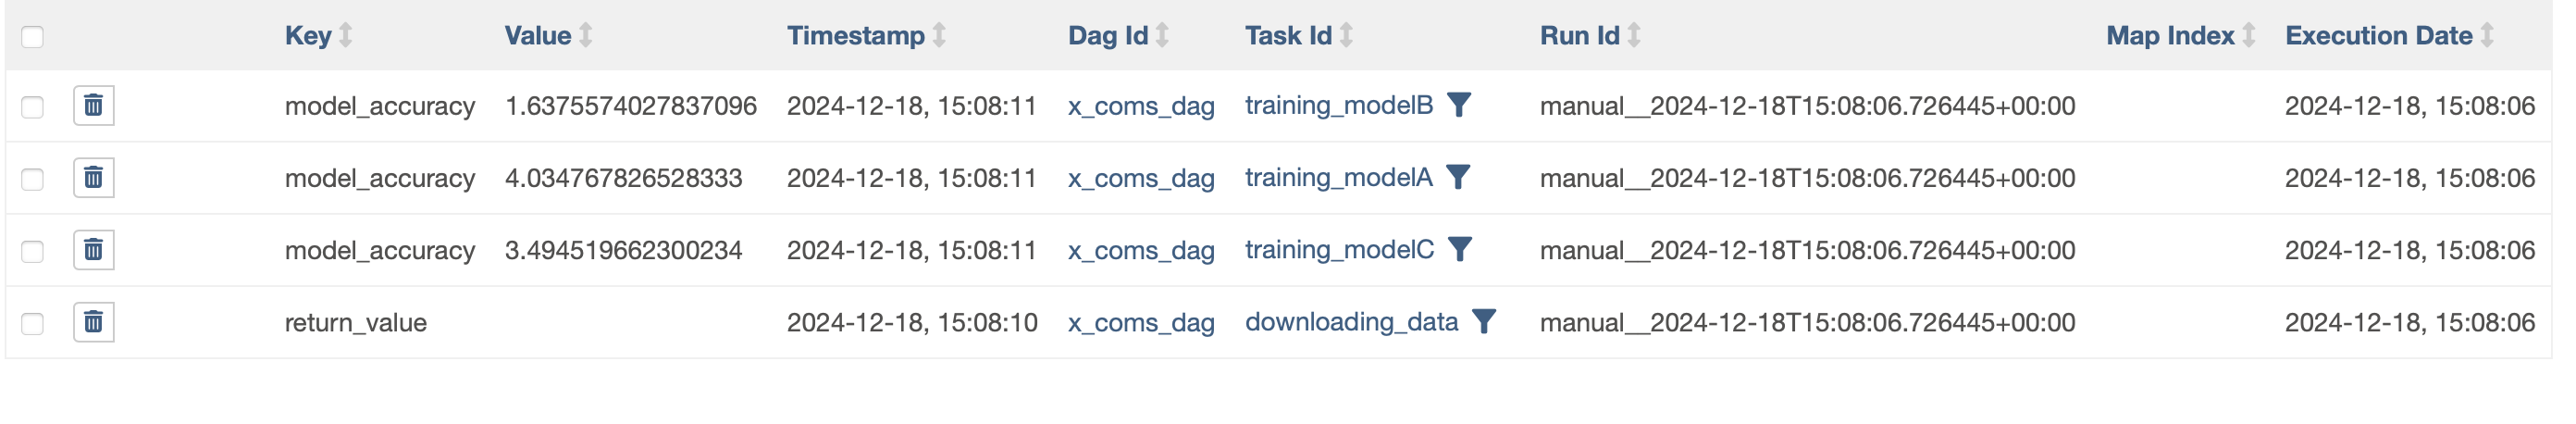 Key Value Timestamp Dag Id Task Id Run Id Map Index Execution Date
model_accuracy 1.6375574027837096 2024-12-18, 15:08:11 x_coms_dag training_modelB manual__2024-12-18T15:08:06.726445+00:00 2024-12-18, 15:08:06
model_accuracy 4.034767826528333 2024-12-18, 15:08:11 x_coms_dag training_modelA manual__2024-12-18T15:08:06.726445+00:00 2024-12-18, 15:08:06
model_accuracy 3.494519662300234 2024-12-18, 15:08:11 x_coms_dag training_modelC manual__2024-12-18T15:08:06.726445+00:00 2024-12-18, 15:08:06
return_value 2024-12-18, 15:08:10 x_coms_dag downloading_data manual__2024-12-18T15:08:06.726445+00:00 2024-12-18, 15:08:06